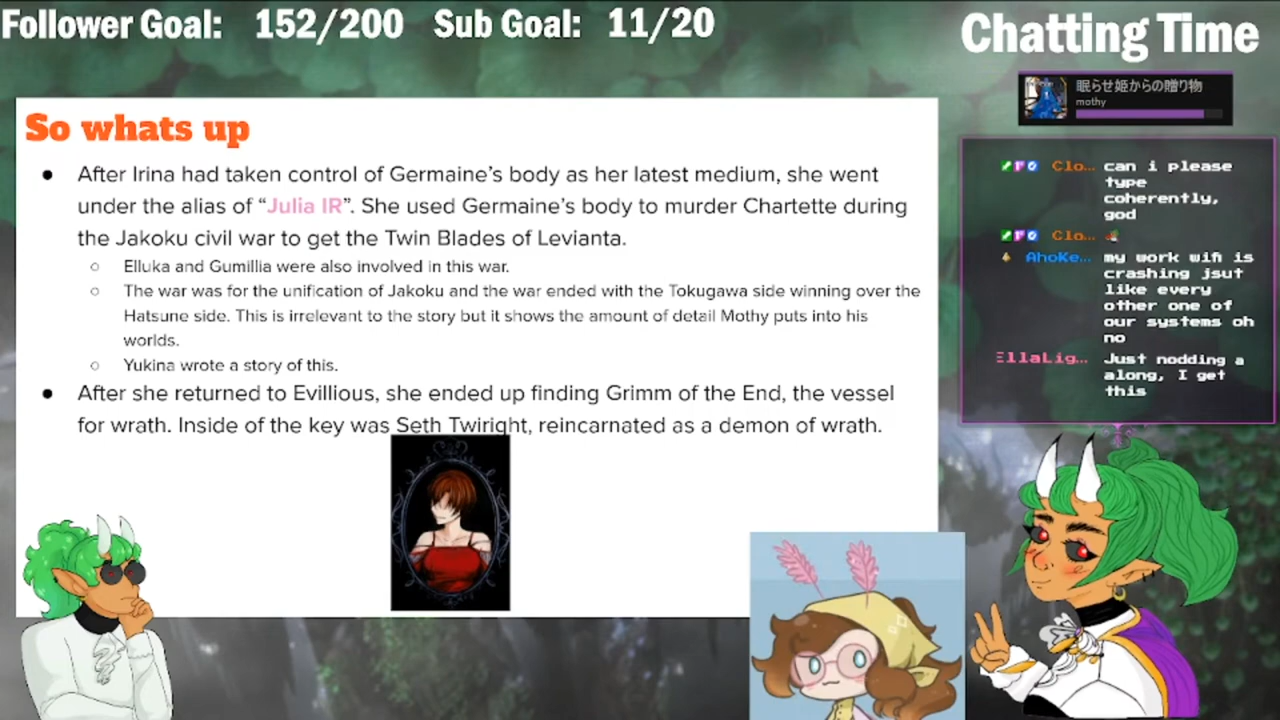 Follower Goal: 152/200 Sub Goal: 11/20
Chatting Time
眠らせ姫からの贈り物
mothy
So whats up
● After Irina had taken control of Germaine’s body as her latest medium, she went
under the alias of “Julia IR”. She used Germaine’s body to murder Chartette during
the Jakoku civil war to get the Twin Blades of Levianta.
○ Elluka and Gumillia were also involved in this war.
○ The war was for the unification of Jakoku and the war ended with the Tokugawa side winning over the
Hatsune side. This is irrelevant to the story but it shows the amount of detail Mothy puts into his
worlds.
○ Yukina wrote a story of this.
● After she returned to Evillious, she ended up finding Grimm of the End, the vessel
for wrath. Inside of the key was Seth Twiright, reincarnated as a demon of wrath.
Clo... can i please
type
coherently,
god
Clo...
AhoKe... my work wifi is
crashing jsut
like every
other one of
our systems oh
no
EllaLig... Just nodding a
along, I get
this